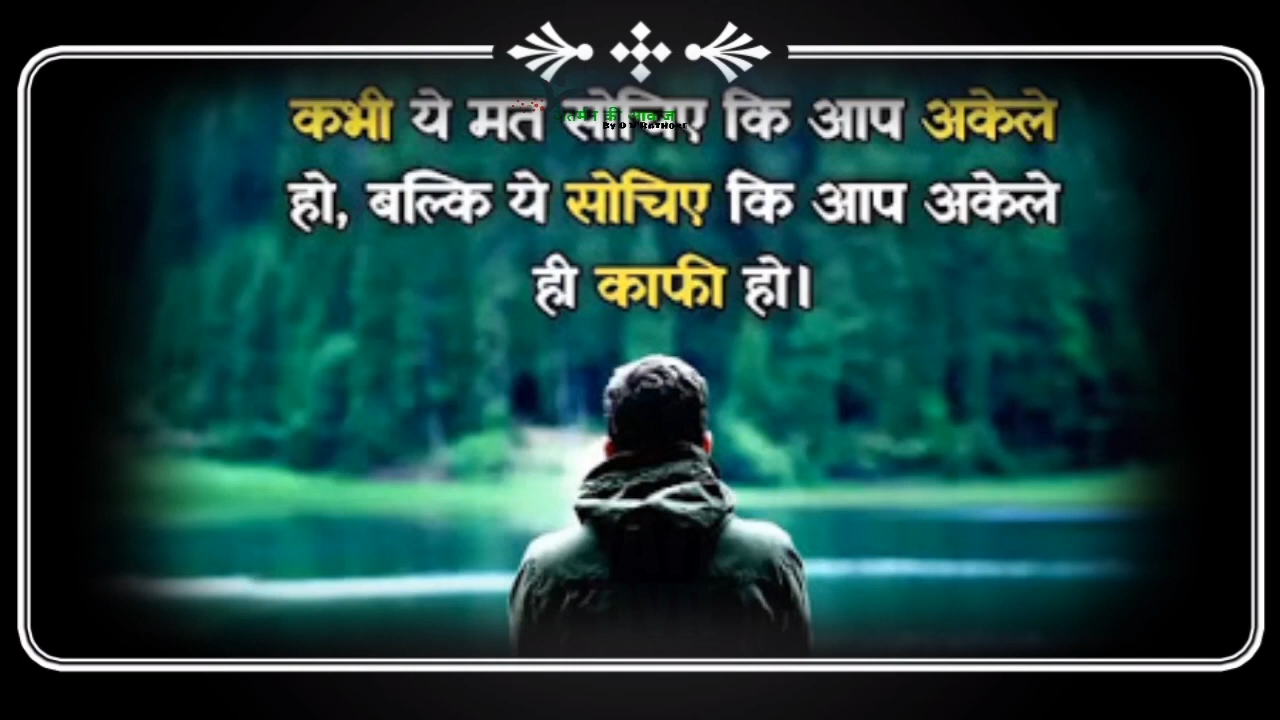 कभी ये मत सोचिए कि आप अकेले
हो, बल्कि ये सोचिए कि आप अकेले
ही काफी हो।